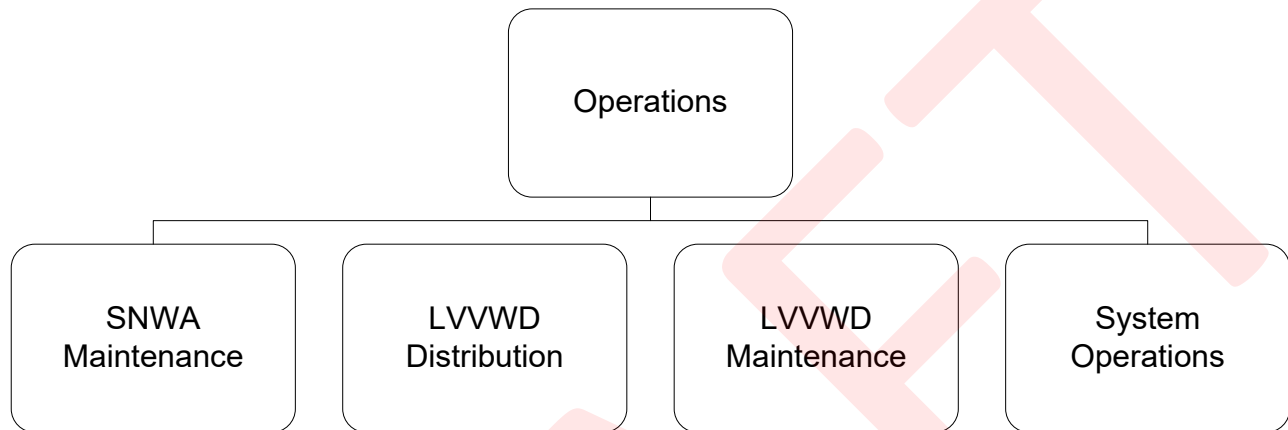 Operations
SNWA
Maintenance
LVVWD
Distribution
LVVWD
Maintenance
System
Operations